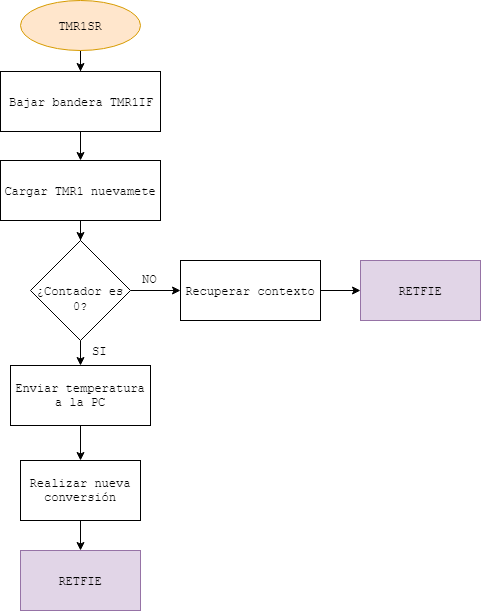 TMR1SR
Bajar bandera TMR1IF
Cargar TMR1 nuevamete
¿Contador es
0?
NO
Recuperar contexto
RETFIE
SI
Enviar temperatura
a la PC
Realizar nueva
conversión
RETFIE